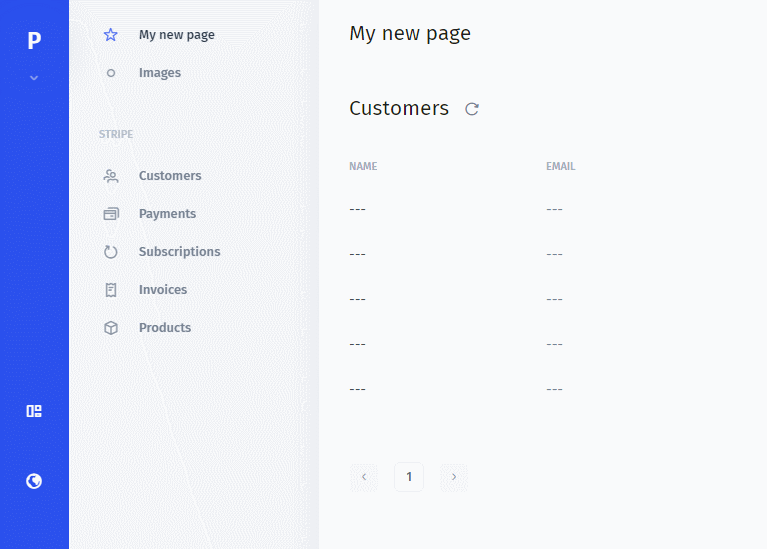 P
My new page
Images
STRIPE
Customers
Payments
Subscriptions
Invoices
Products
My new page
Customers
NAME EMAIL
--- ---
--- ---
--- ---
--- ---
--- ---
‹ 1 ›